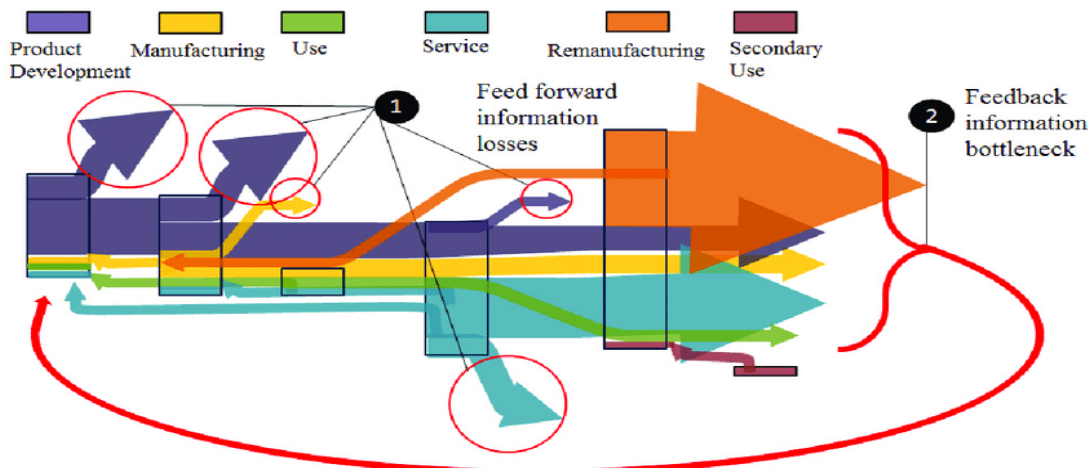 Product
Development
Manufacturing
Use
Service
Remanufacturing
Secondary
Use
1
Feed forward
information
losses
2
Feedback
information
bottleneck